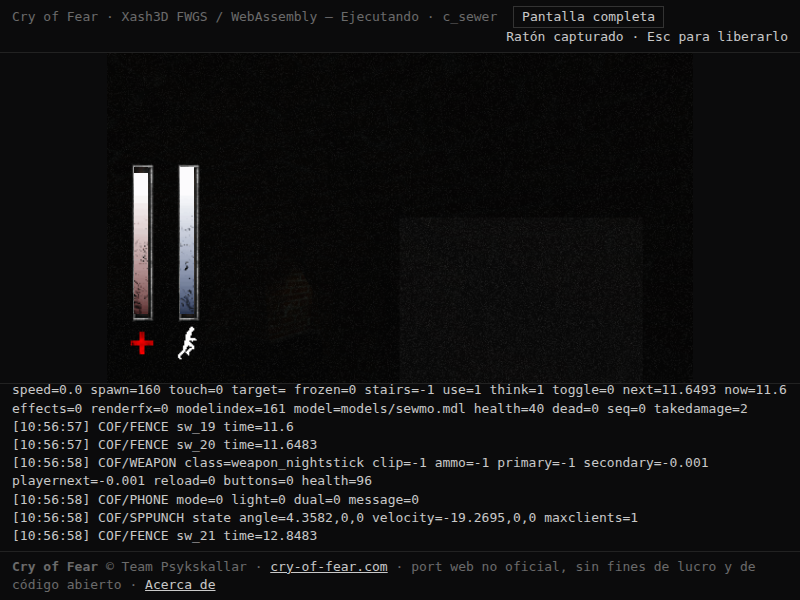 Cry of Fear · Xash3D FWGS / WebAssembly — Ejecutando · c_sewer Pantalla completa
Ratón capturado · Esc para liberarlo
speed=0.0 spawn=160 touch=0 target= frozen=0 stairs=-1 use=1 think=1 toggle=0 next=11.6493 now=11.6
effects=0 renderfx=0 modelindex=161 model=models/sewmo.mdl health=40 dead=0 seq=0 takedamage=2
[10:56:57] COF/FENCE sw_19 time=11.6
[10:56:57] COF/FENCE sw_20 time=11.6483
[10:56:58] COF/WEAPON class=weapon_nightstick clip=-1 ammo=-1 primary=-1 secondary=-0.001
playernext=-0.001 reload=0 buttons=0 health=96
[10:56:58] COF/PHONE mode=0 light=0 dual=0 message=0
[10:56:58] COF/SPPUNCH state angle=4.3582,0,0 velocity=-19.2695,0,0 maxclients=1
[10:56:58] COF/FENCE sw_21 time=12.8483
Cry of Fear © Team Psykskallar · cry-of-fear.com · port web no oficial, sin fines de lucro y de
código abierto · Acerca de